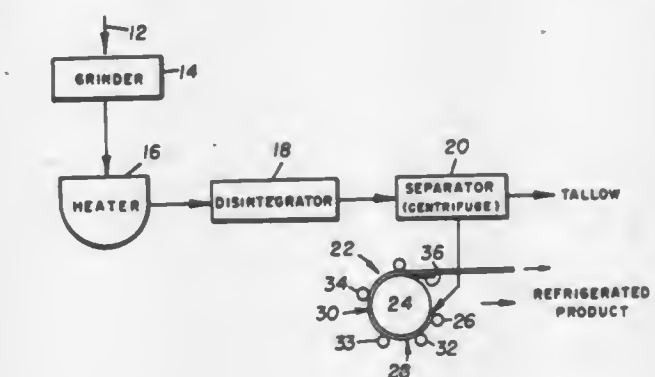 12
GRINDER
14
16
HEATER
18
DISINTEGRATOR
20
SEPARATOR
(CENTRIFUGE)
TALLOW
22
36
34
24
30
26
REFRIGERATED
PRODUCT
33
32
28